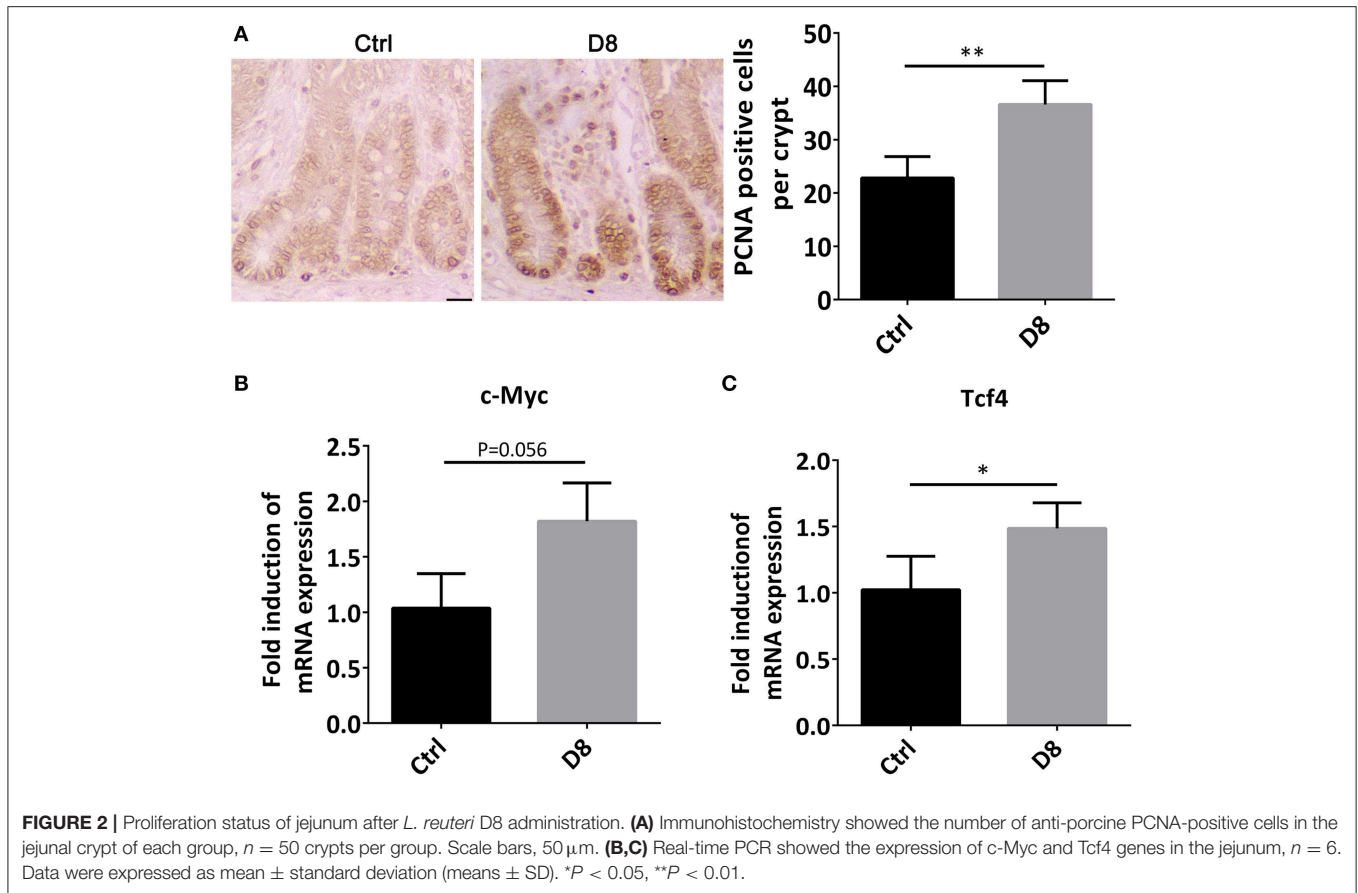 A
Ctrl
D8
PCNA positive cells
per crypt
50
40
30
20
10
0
**
Ctrl
D8
B
c-Myc
Fold induction of
mRNA expression
2.5
2.0
1.5
1.0
0.5
0.0
P=0.056
Ctrl
D8
C
Tcf4
Fold inductionof
mRNA expression
2.0
1.5
1.0
0.5
0.0
*
Ctrl
D8
FIGURE 2 | Proliferation status of jejunum after L. reuteri D8 administration. (A) Immunohistochemistry showed the number of anti-porcine PCNA-positive cells in the
jejunal crypt of each group, n = 50 crypts per group. Scale bars, 50 μm. (B,C) Real-time PCR showed the expression of c-Myc and Tcf4 genes in the jejunum, n = 6.
Data were expressed as mean ± standard deviation (means ± SD). *P < 0.05, **P < 0.01.